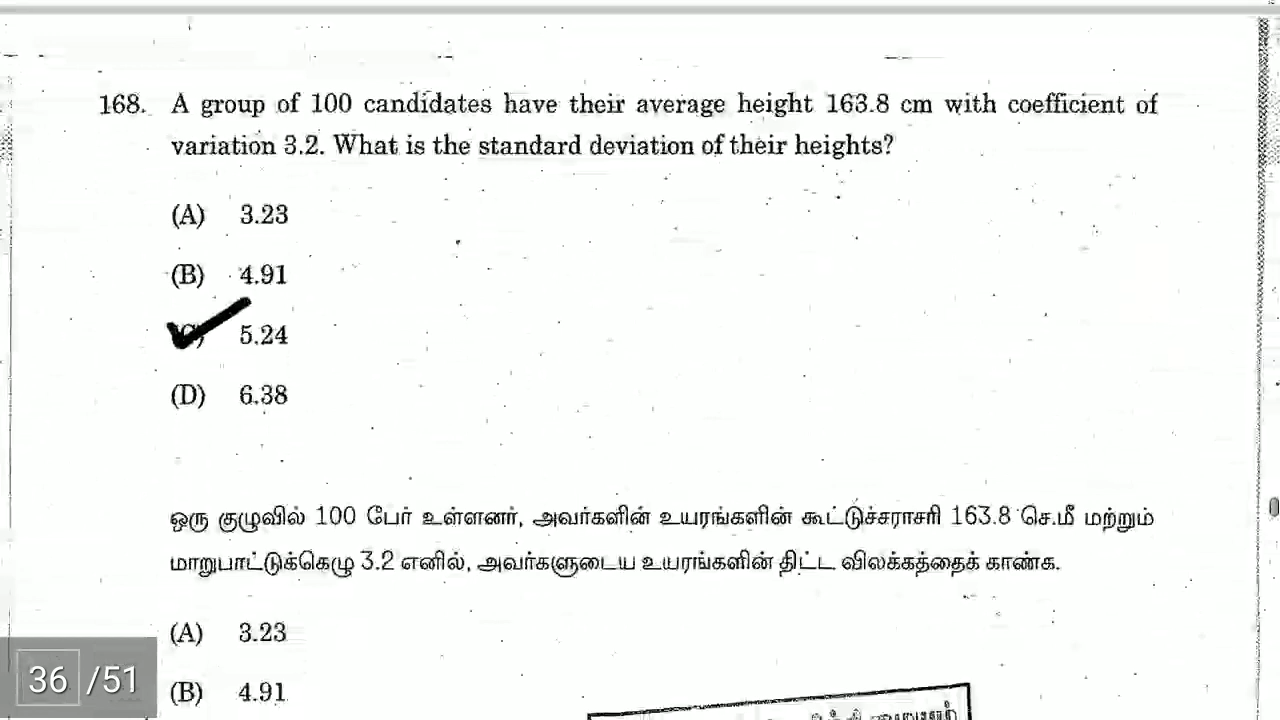 168. A group of 100 candidates have their average height 163.8 cm with coefficient of
variation 3.2. What is the standard deviation of their heights?
(A) 3.23
(B) 4.91
(C) 5.24
(D) 6.38
ஒரு குழுவில் 100 பேர் உள்ளனர், அவர்களின் உயரங்களின் கூட்டுச்சராசரி 163.8 செ.மீ மற்றும்
மாறுபாட்டுக்கெழு 3.2 எனில், அவர்களுடைய உயரங்களின் திட்ட விலக்கத்தைக் காண்க.
(A) 3.23
(B) 4.91
36 /51